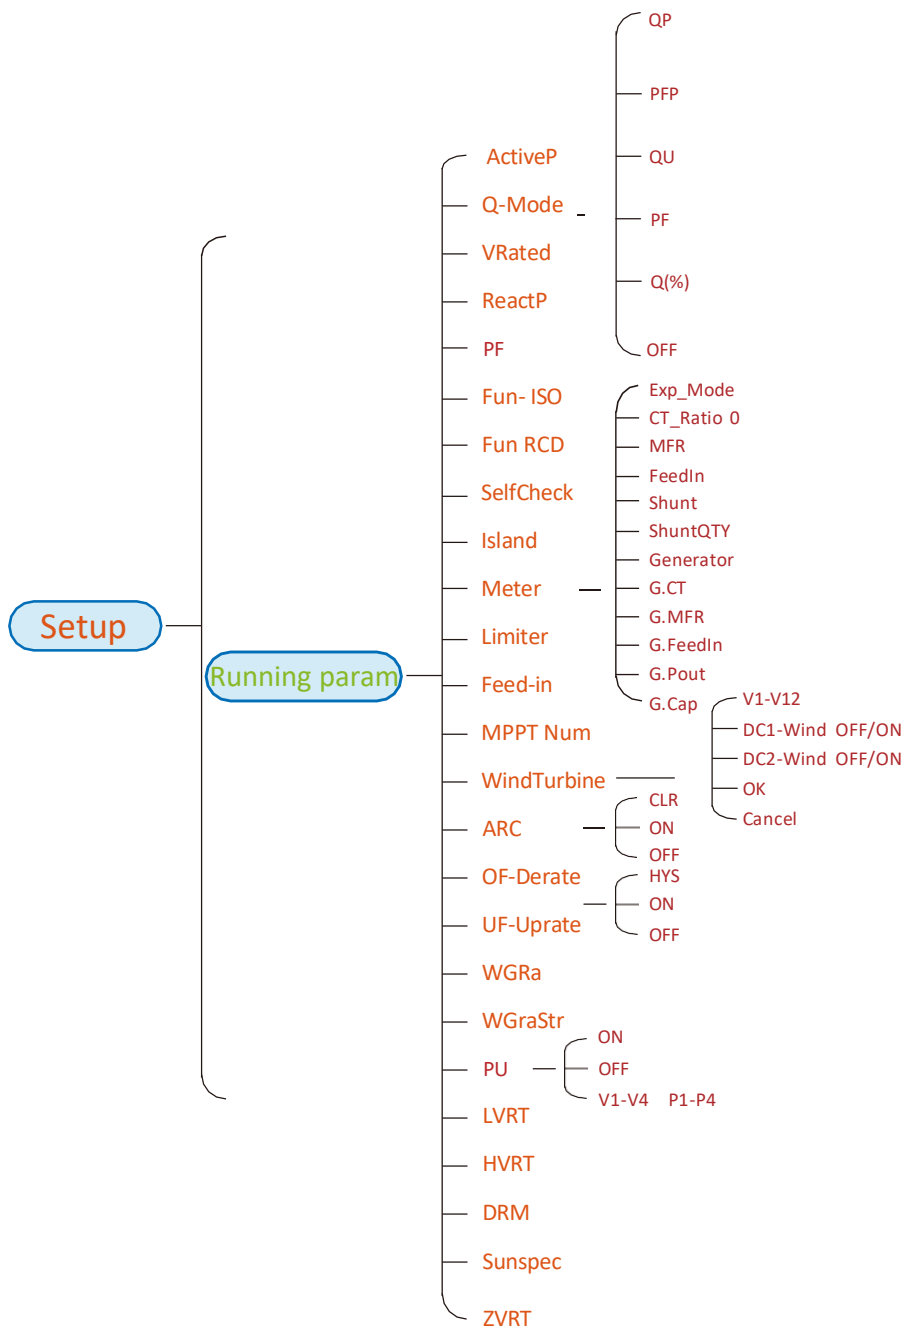 Setup
Running param
ActiveP
Q-Mode
QP
PFP
QU
PF
Q(%)
OFF
VRated
ReactP
PF
Fun- ISO
Fun RCD
SelfCheck
Island
Meter
Exp_Mode
CT_Ratio 0
MFR
FeedIn
Shunt
ShuntQTY
Generator
G.CT
G.MFR
G.FeedIn
G.Pout
G.Cap
Limiter
Feed-in
MPPT Num
WindTurbine
V1-V12
DC1-Wind OFF/ON
DC2-Wind OFF/ON
OK
Cancel
ARC
CLR
ON
OFF
OF-Derate
UF-Uprate
HYS
ON
OFF
WGRa
WGraStr
PU
ON
OFF
V1-V4 P1-P4
LVRT
HVRT
DRM
Sunspec
ZVRT